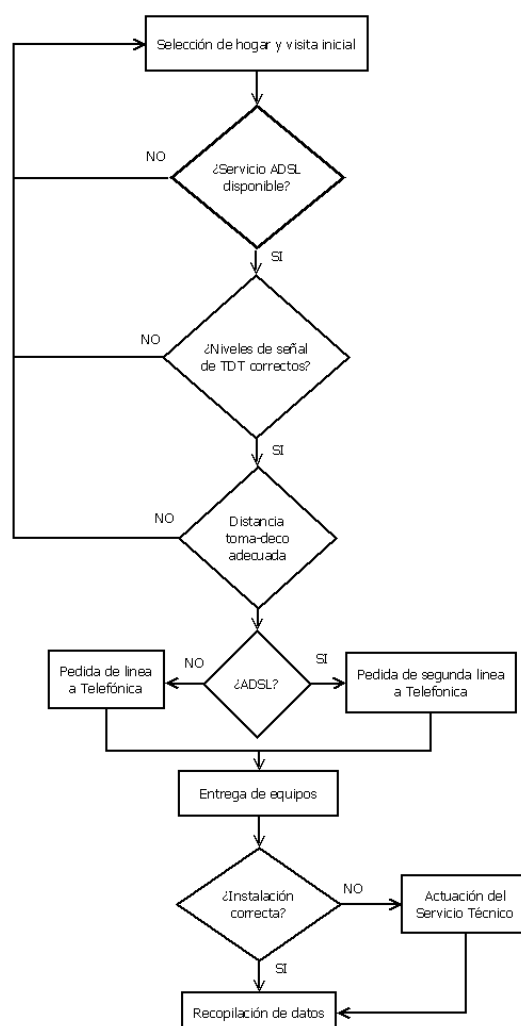 Selección de hogar y visita inicial
NO
¿Servicio ADSL
disponible?
SI
NO
¿Niveles de señal
de TDT correctos?
SI
NO
Distancia
toma-deco
adecuada
Pedida de linea
a Telefónica
NO
¿ADSL?
SI
Pedida de segunda linea
a Telefonica
Entrega de equipos
¿Instalación
correcta?
NO
Actuación del
Servicio Técnico
SI
Recopilación de datos